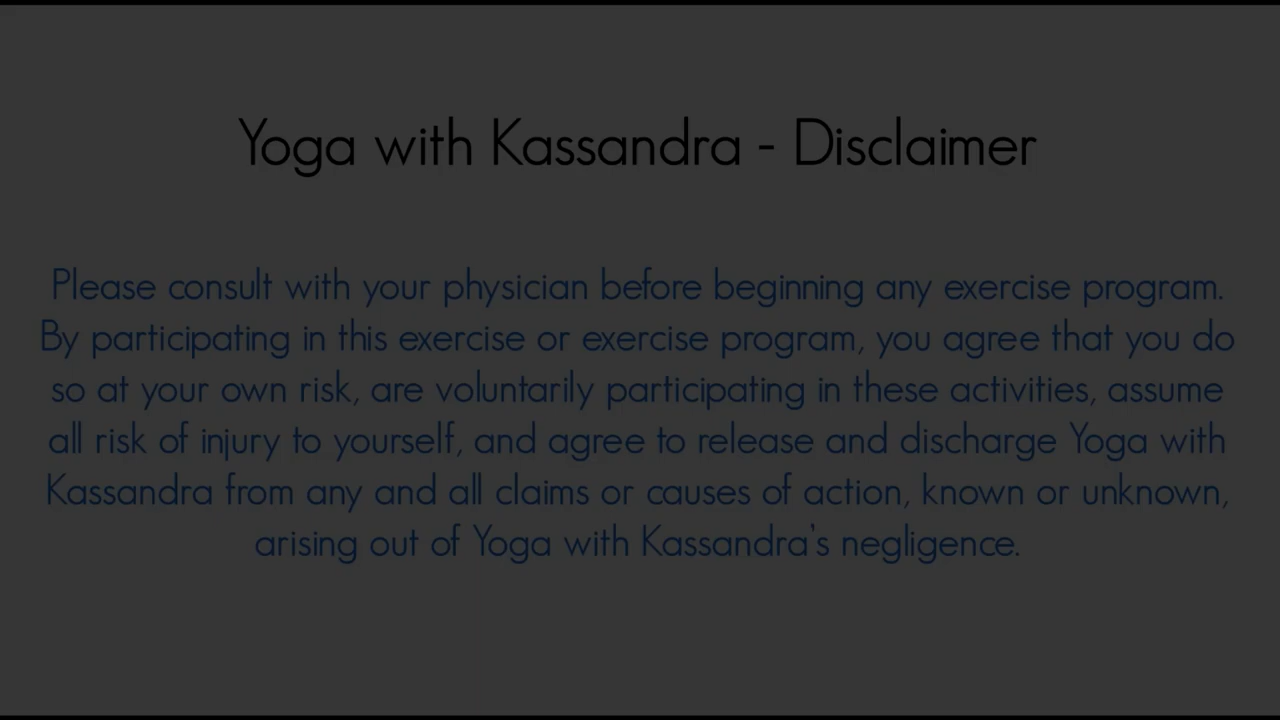 Yoga with Kassandra - Disclaimer
Please consult with your physician before beginning any exercise program.
By participating in this exercise or exercise program, you agree that you do
so at your own risk, are voluntarily participating in these activities, assume
all risk of injury to yourself, and agree to release and discharge Yoga with
Kassandra from any and all claims or causes of action, known or unknown,
arising out of Yoga with Kassandra's negligence.